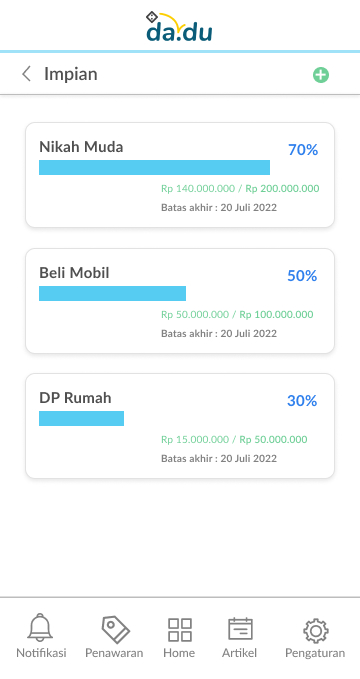 da.du
Impian
Nikah Muda
70%
Rp 140.000.000 / Rp 200.000.000
Batas akhir : 20 Juli 2022
Beli Mobil
50%
Rp 50.000.000 / Rp 100.000.000
Batas akhir : 20 Juli 2022
DP Rumah
30%
Rp 15.000.000 / Rp 50.000.000
Batas akhir : 20 Juli 2022
Notifikasi Penawaran Home Artikel Pengaturan